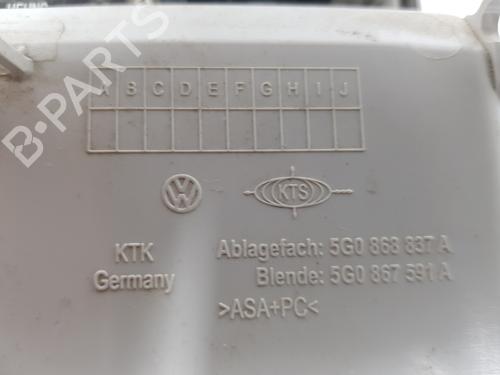 A B C D E F G H I J
B-PARTS
KTS
KTK
Germany
Ablagefach: 5G0 868 837 A
Blende: 5G0 867 591 A
>ASA+PC<